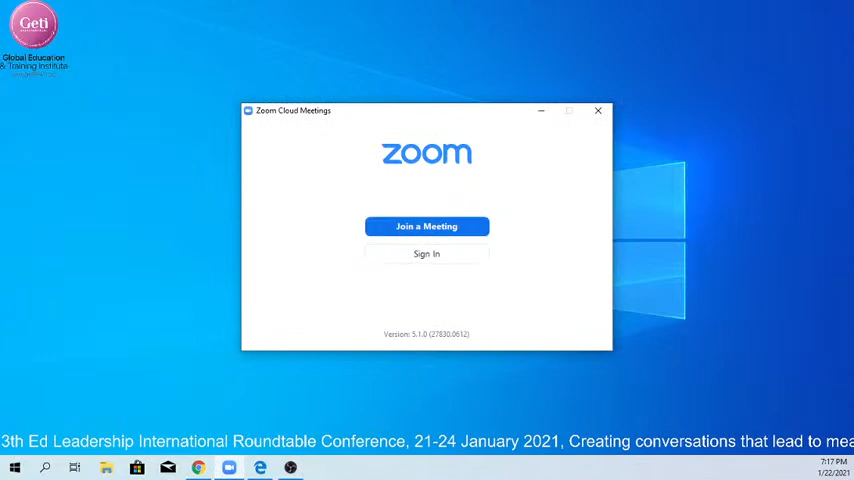 Geti
Global Education
& Training Institute
Zoom Cloud Meetings
zoom
Join a Meeting
Sign In
Version: 5.1.0 (27830.0612)
3th Ed Leadership International Roundtable Conference, 21-24 January 2021, Creating conversations that lead to mea
7:17 PM
1/22/2021